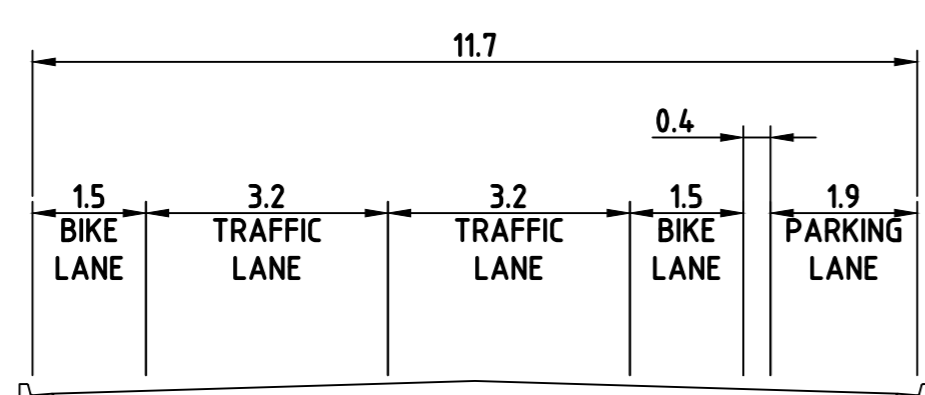 11.7
0.4
1.5 3.2 3.2 1.5 1.9
BIKE TRAFFIC TRAFFIC BIKE PARKING
LANE LANE LANE LANE LANE